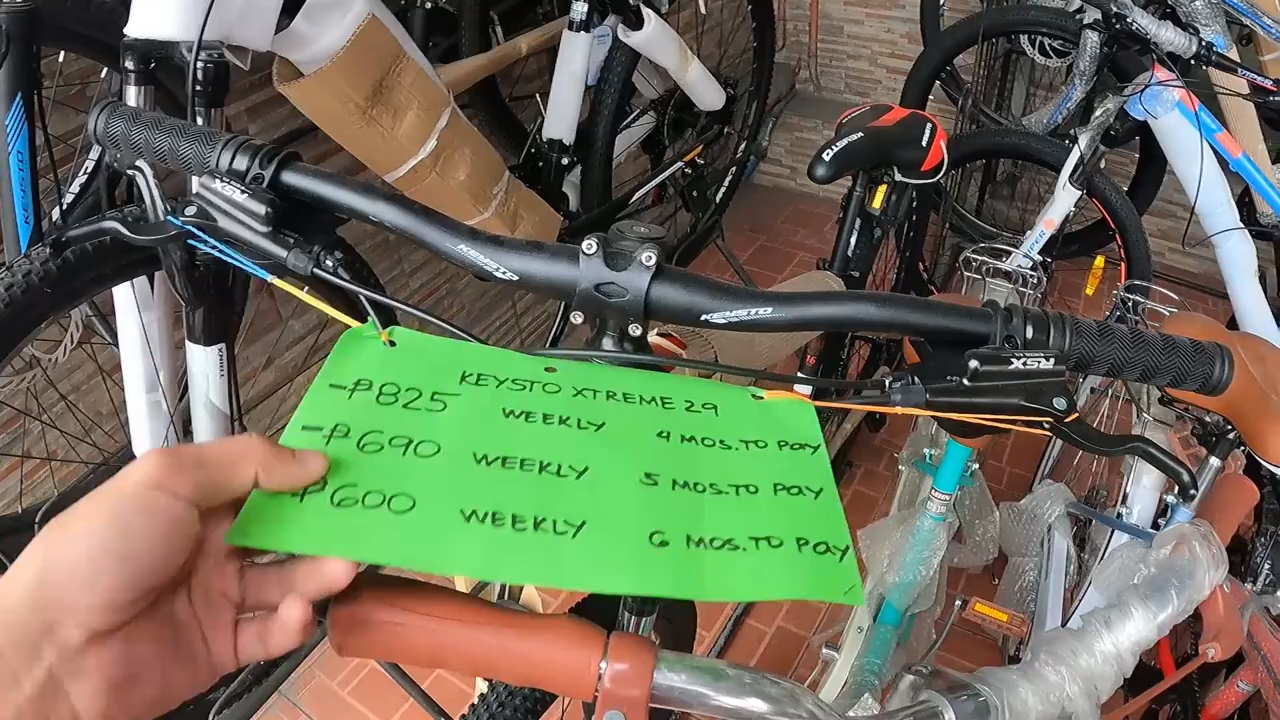 KEYSTO XTREME 29
-₱825 WEEKLY 4 MOS. TO PAY
-₱690 WEEKLY 5 MOS. TO PAY
-₱600 WEEKLY 6 MOS. TO PAY
KEYSTO
KEYSTO
RSX
RSX
KEYSTO
KEYSTO
VIPER
VIPER